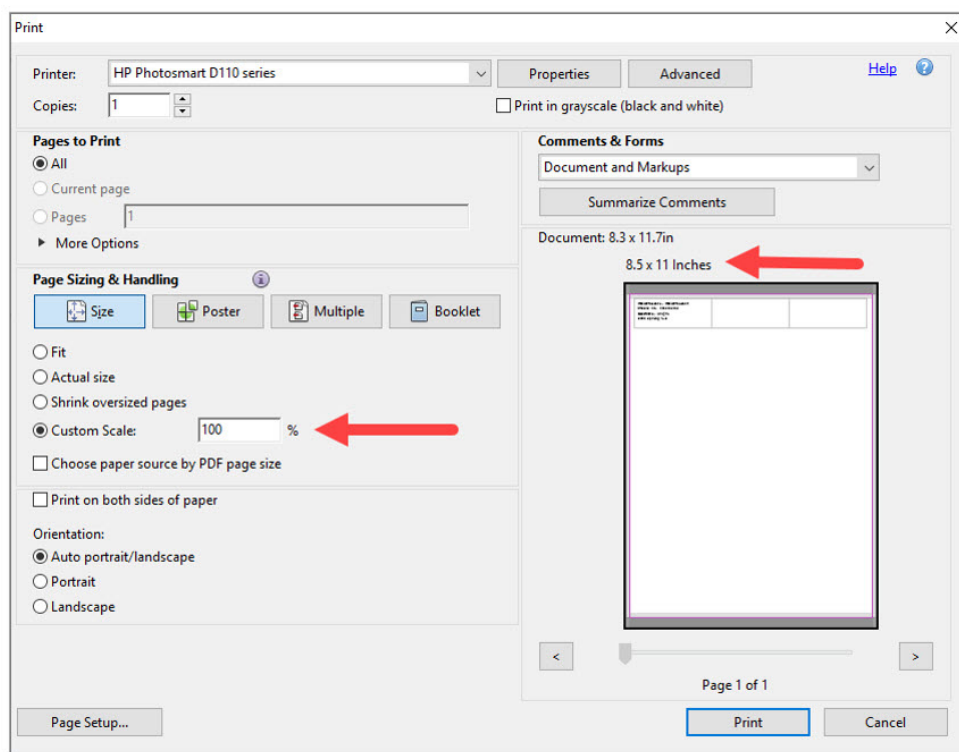 Print
Printer: HP Photosmart D110 series Properties Advanced Help ?
Copies: 1 Print in grayscale (black and white)
Pages to Print
All
Current page
Pages 1
More Options
Comments & Forms
Document and Markups
Summarize Comments
Page Sizing & Handling i
Size Poster Multiple Booklet
Fit
Actual size
Shrink oversized pages
Custom Scale: 100 %
Choose paper source by PDF page size
Print on both sides of paper
Orientation:
Auto portrait/landscape
Portrait
Landscape
Document: 8.3 x 11.7in
8.5 x 11 Inches
< >
Page 1 of 1
Page Setup... Print Cancel